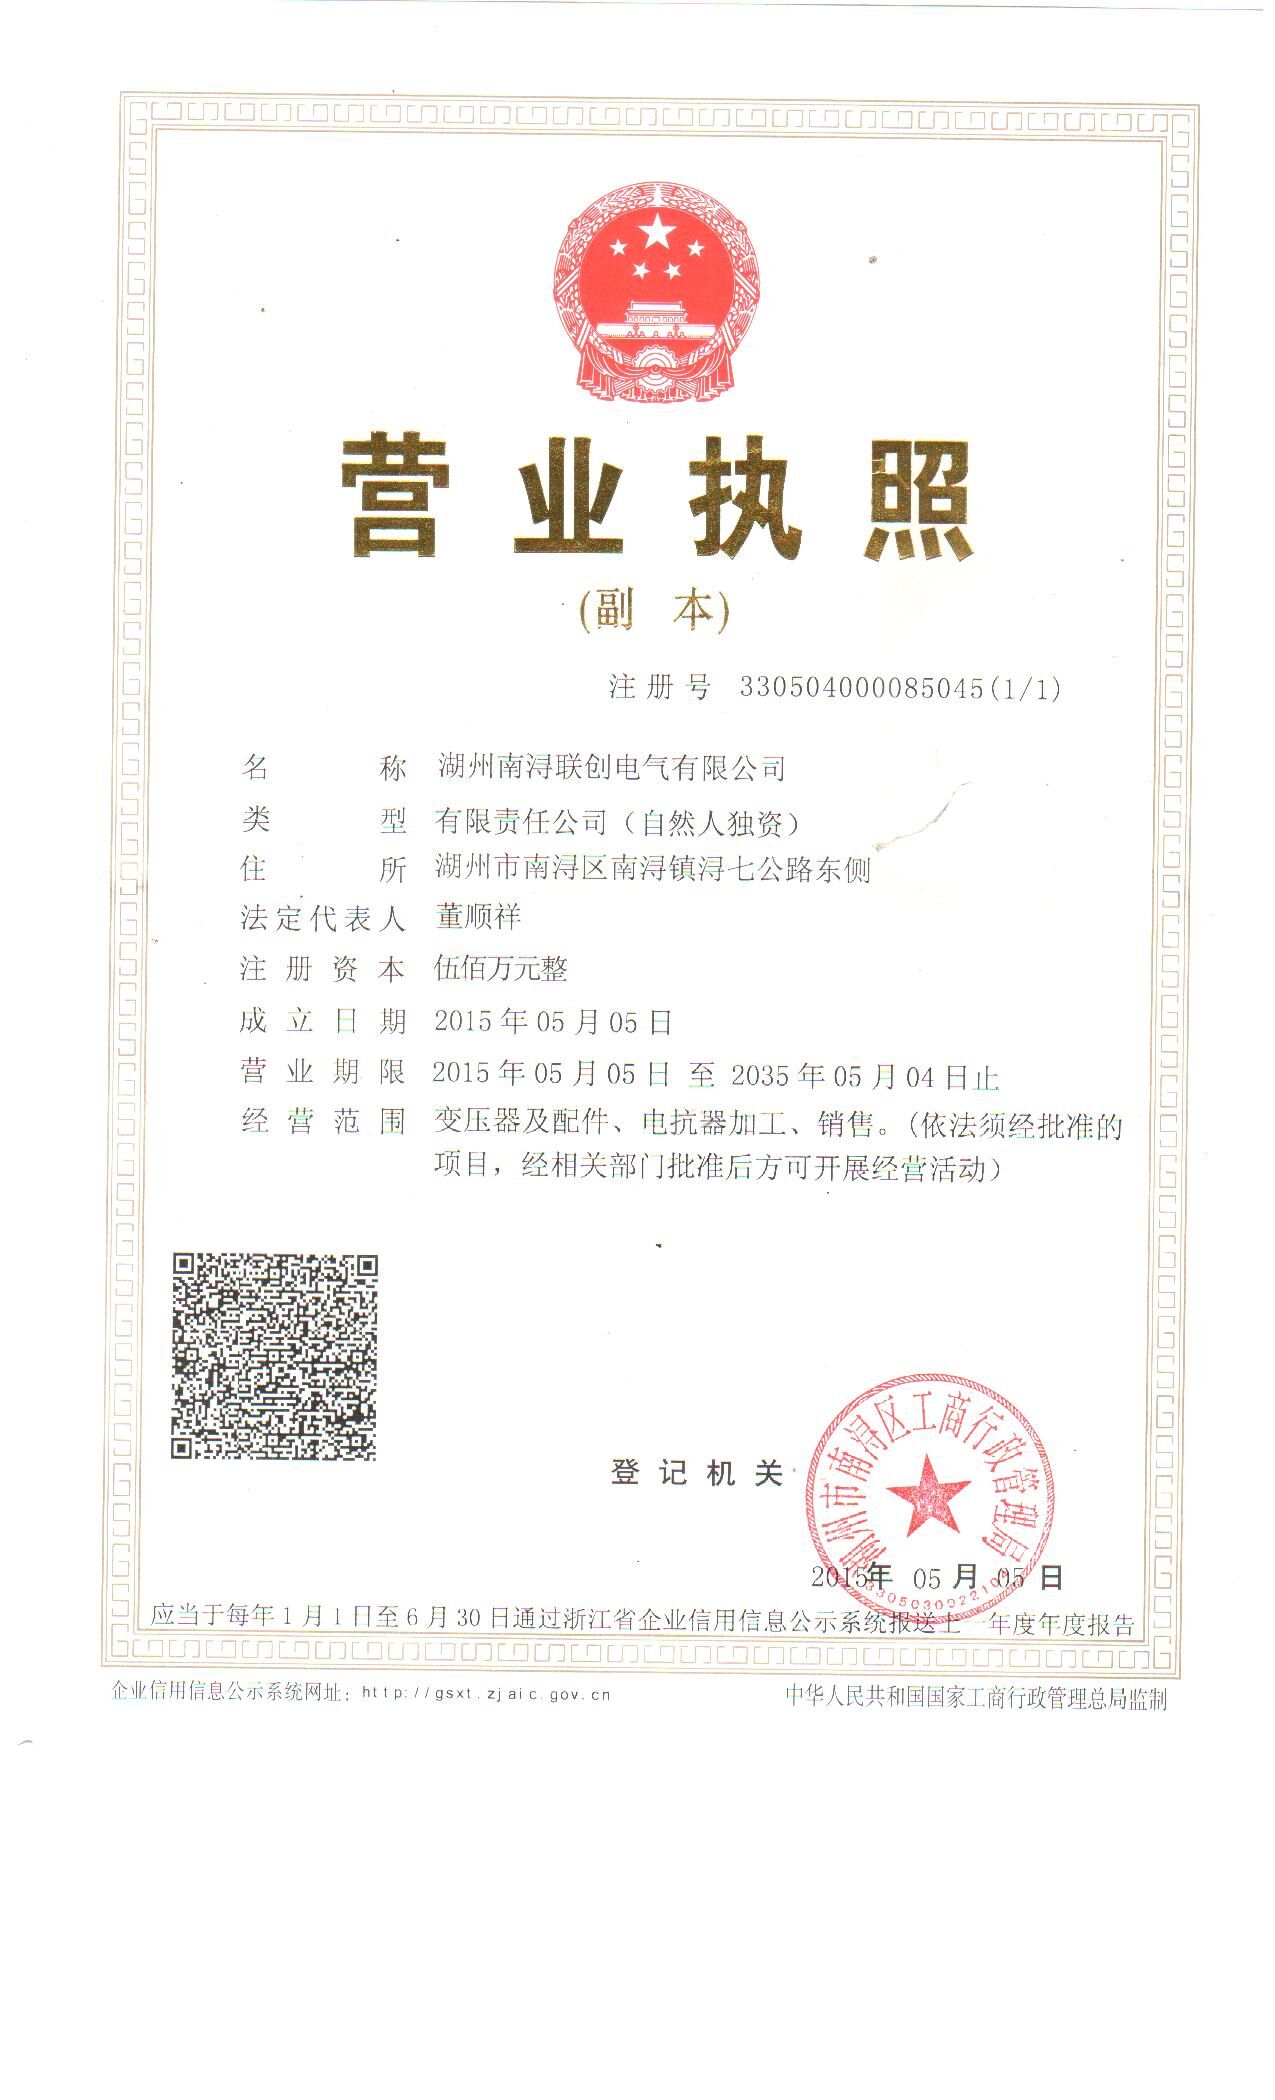 营业执照
(副 本)
注册号 330504000085045(1/1)
名称 湖州南浔联创电气有限公司
类型 有限责任公司（自然人独资）
住所 湖州市南浔区南浔镇浔七公路东侧
法定代表人 董顺祥
注册资本 伍佰万元整
成立日期 2015年05月05日
营业期限 2015年05月05日 至 2035年05月04日止
经营范围 变压器及配件、电抗器加工、销售。(依法须经批准的
项目，经相关部门批准后方可开展经营活动）
湖州市南浔区工商行政管理局
登记机关
2015年 05月 05日
应当于每年1月1日至6月30日通过浙江省企业信用信息公示系统报送上一年度年度报告
企业信用信息公示系统网址：http://gsxt.zjaic.gov.cn
中华人民共和国国家工商行政管理总局监制